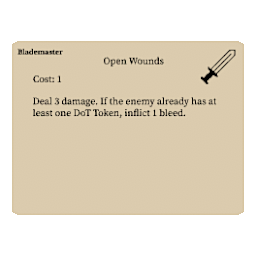 Blademaster
Open Wounds
Cost: 1
Deal 3 damage. If the enemy already has at
least one DoT Token, inflict 1 bleed.